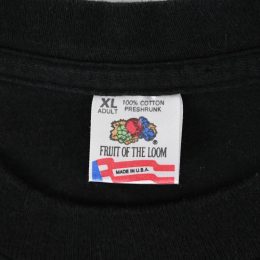 XL 100% COTTON
ADULT PRESHRUNK
®
FRUIT OF THE LOOM
MADE IN U.S.A.